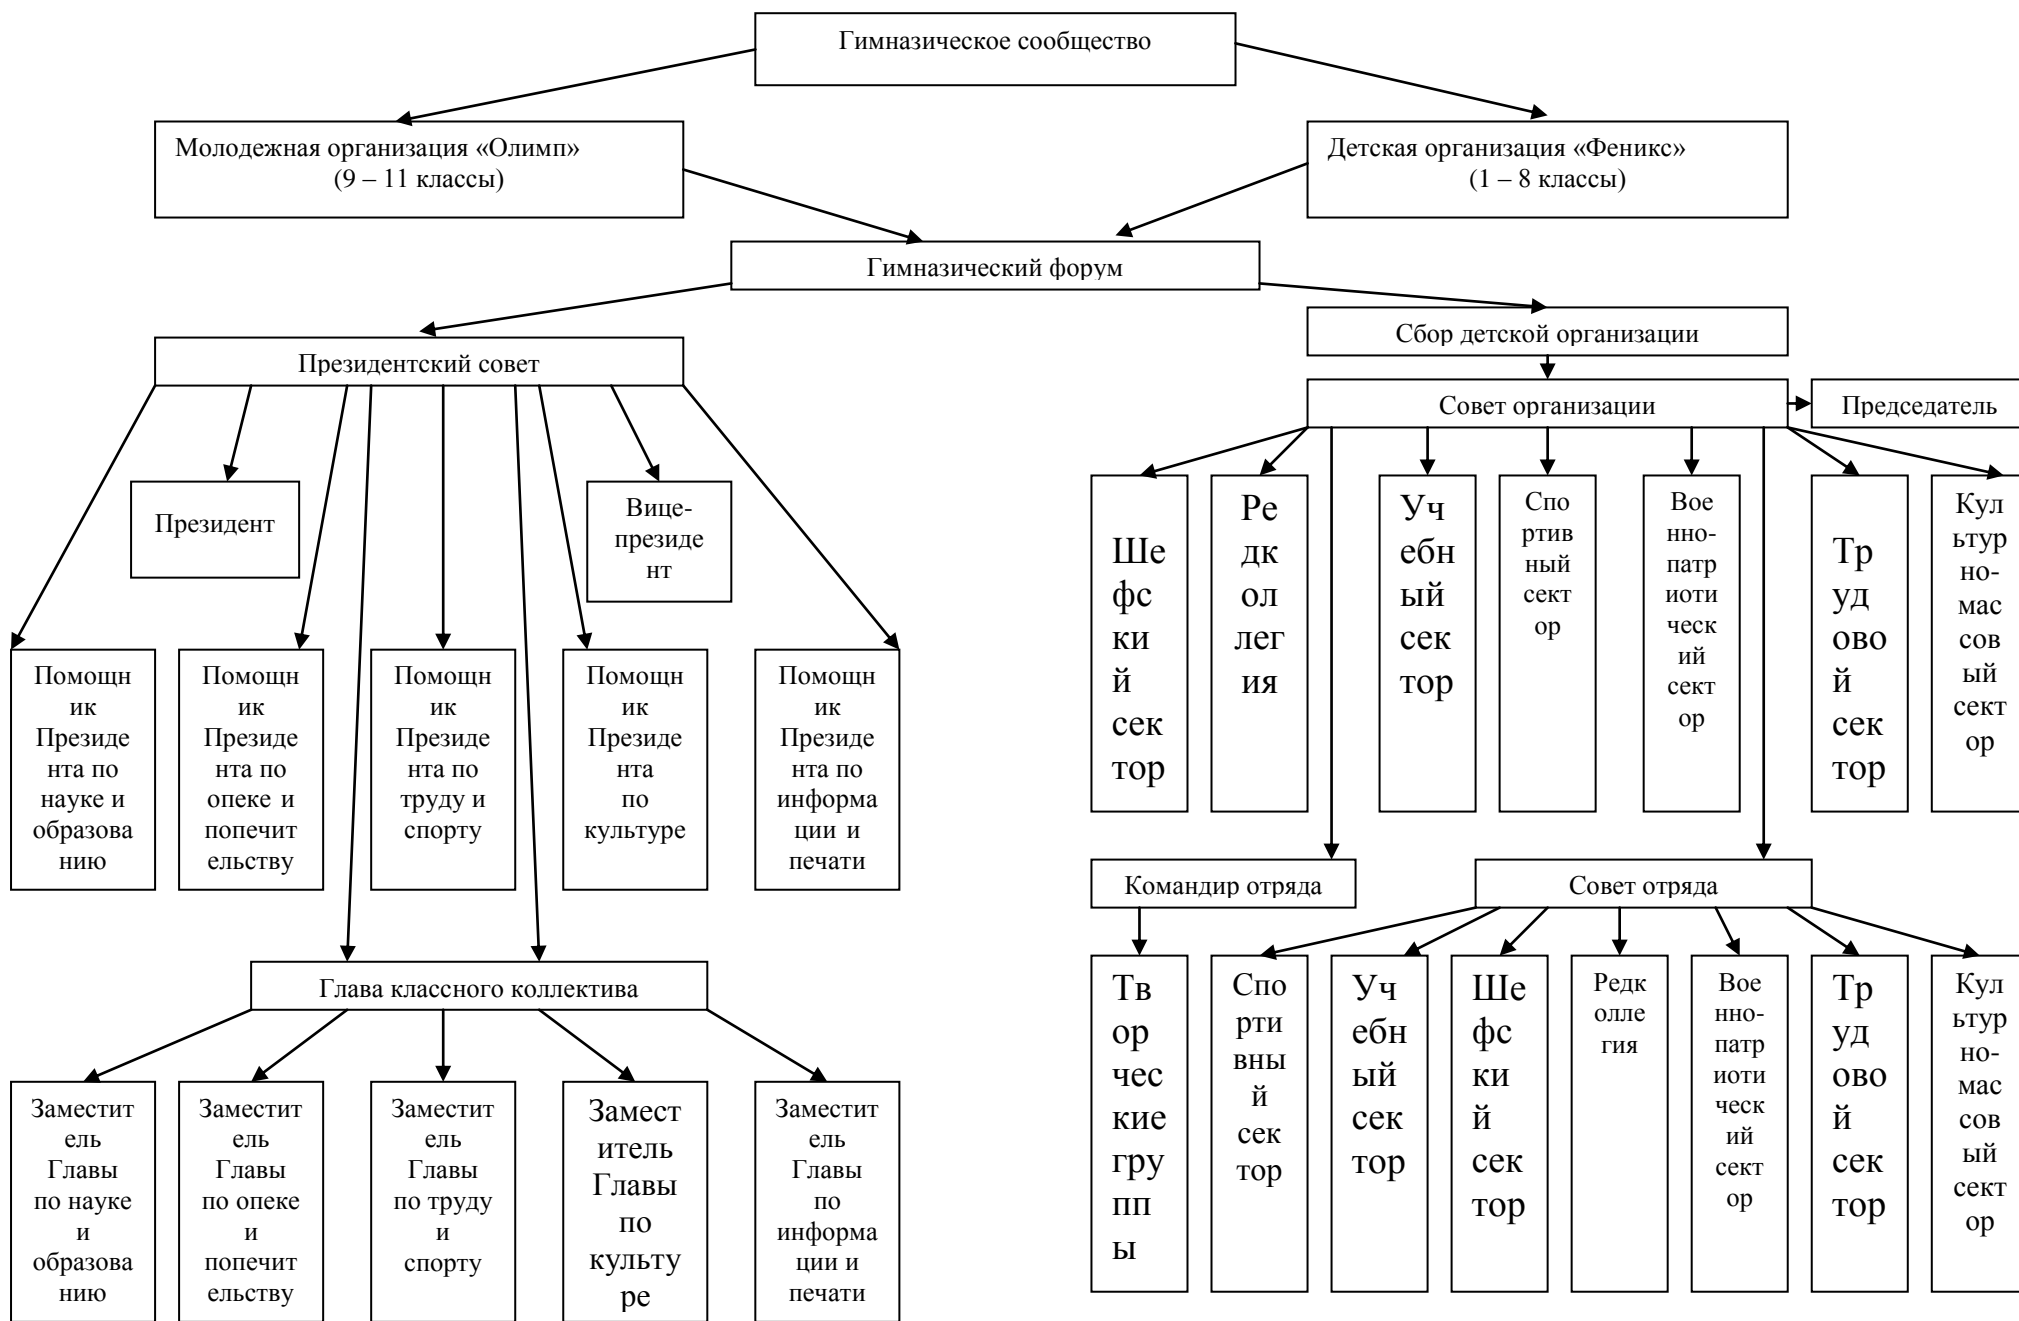 Гимназическое сообщество
Молодежная организация «Олимп»
(9 – 11 классы)
Детская организация «Феникс»
(1 – 8 классы)
Гимназический форум
Президентский совет
Сбор детской организации
Совет организации
Председатель
Президент
Вице-
президе
нт
Помощн
ик
Президе
нта по
науке и
образова
нию
Помощн
ик
Президе
нта по
опеке и
попечит
ельству
Помощн
ик
Президе
нта по
труду и
спорту
Помощн
ик
Президе
нта
по
культуре
Помощн
ик
Президе
нта по
информа
ции и
печати
Ше
фс
ки
й
сек
тор
Ре
дк
ол
лег
ия
Уч
ебн
ый
сек
тор
Спо
ртив
ный
сект
ор
Вое
нно-
патр
иоти
ческ
ий
сект
ор
Тр
уд
ово
й
сек
тор
Кул
ьтур
но-
мас
сов
ый
сект
ор
Командир отряда
Совет отряда
Глава классного коллектива
Заместит
ель
Главы
по науке
и
образова
нию
Заместит
ель
Главы
по опеке
и
попечит
ельству
Заместит
ель
Главы
по труду
и
спорту
Замест
итель
Главы
по
культу
ре
Заместит
ель
Главы
по
информа
ции и
печати
Тв
ор
чес
кие
гру
пп
ы
Спо
рти
вны
й
сек
тор
Уч
ебн
ый
сек
тор
Ше
фс
ки
й
сек
тор
Редк
олле
гия
Вое
нно-
патр
иоти
ческ
ий
сект
ор
Тр
уд
ово
й
сек
тор
Кул
ьтур
но-
мас
сов
ый
сект
ор